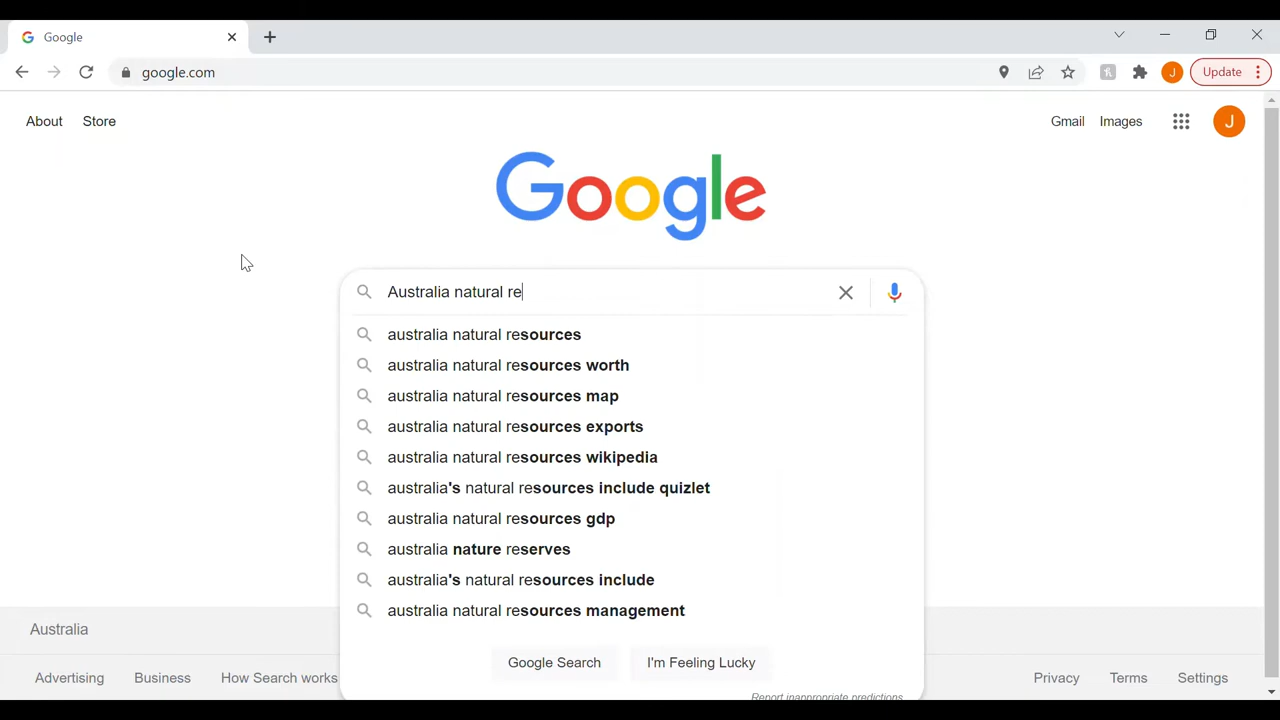 Google
google.com
Update
About Store
Gmail Images
J
Google
Australia natural re
australia natural resources
australia natural resources worth
australia natural resources map
australia natural resources exports
australia natural resources wikipedia
australia's natural resources include quizlet
australia natural resources gdp
australia nature reserves
australia's natural resources include
australia natural resources management
Google Search I'm Feeling Lucky
Report inappropriate predictions
Australia
Advertising Business How Search works
Privacy Terms Settings